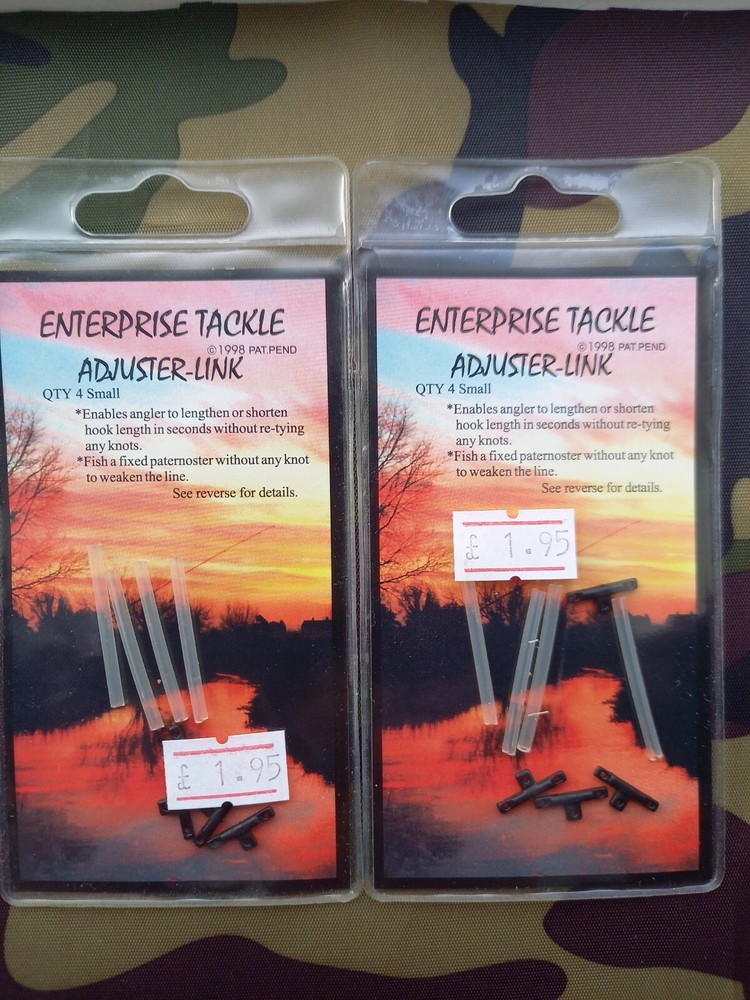 ENTERPRISE TACKLE
©1998 PAT.PEND
ADJUSTER-LINK
QTY 4 Small
*Enables angler to lengthen or shorten
hook length in seconds without re-tying
any knots.
*Fish a fixed paternoster without any knot
to weaken the line.
See reverse for details.
£ 1.95
ENTERPRISE TACKLE
©1998 PAT.PEND
ADJUSTER-LINK
QTY 4 Small
*Enables angler to lengthen or shorten
hook length in seconds without re-tying
any knots.
*Fish a fixed paternoster without any knot
to weaken the line.
See reverse for details.
£ 1.95